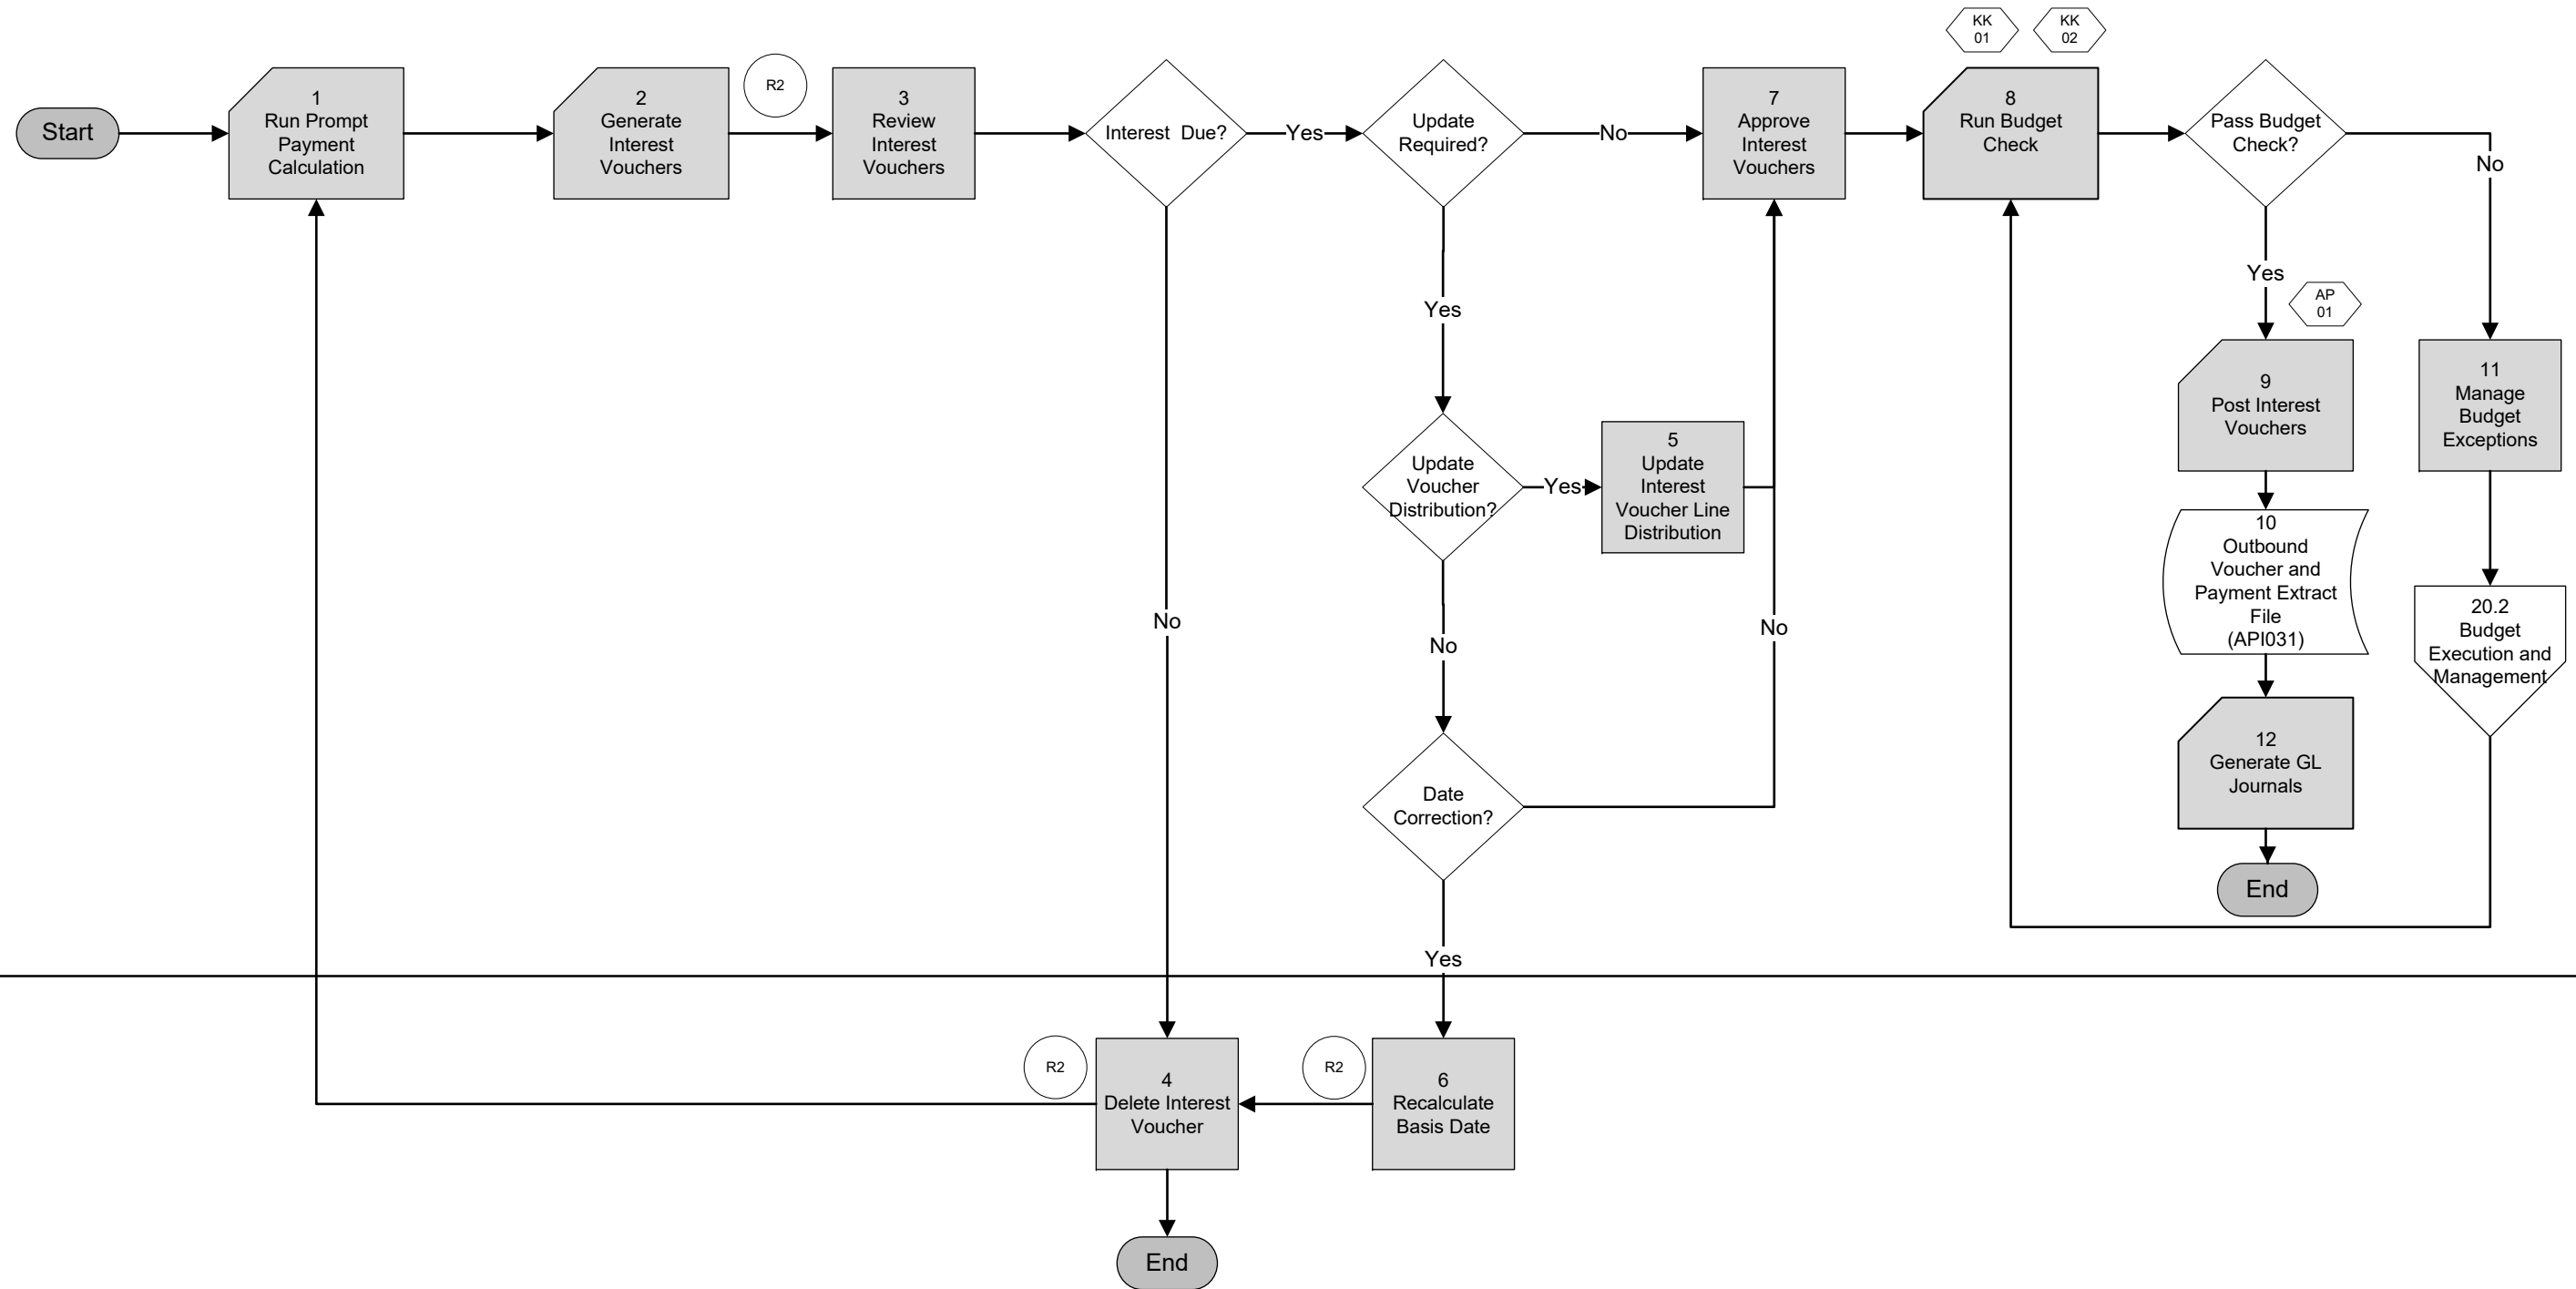 KK
01
KK
02
Start
1
Run Prompt
Payment
Calculation
2
Generate
Interest
Vouchers
R2
3
Review
Interest
Vouchers
Interest Due?
Yes
Update
Required?
No
7
Approve
Interest
Vouchers
8
Run Budget
Check
Pass Budget
Check?
No
Yes
AP
01
Yes
9
Post Interest
Vouchers
11
Manage
Budget
Exceptions
Update
Voucher
Distribution?
Yes
5
Update
Interest
Voucher Line
Distribution
10
Outbound
Voucher and
Payment Extract
File
(API031)
20.2
Budget
Execution and
Management
No
No
No
12
Generate GL
Journals
Date
Correction?
End
Yes
R2
4
Delete Interest
Voucher
R2
6
Recalculate
Basis Date
End